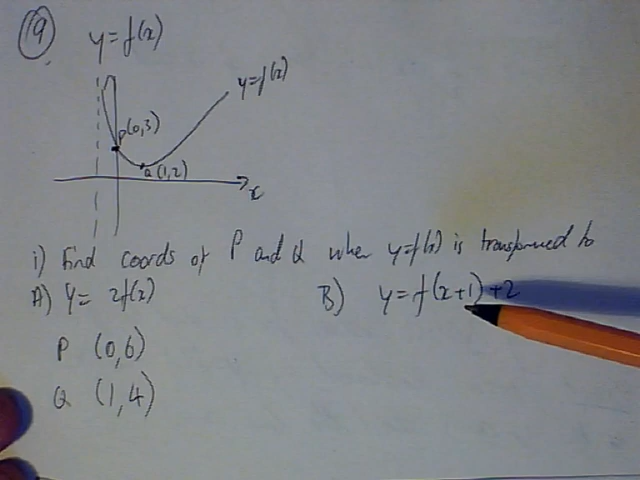 19
y=f(x)
y=f(x)
P(0,3)
Q(1,2)
x
i) Find coords of P and Q when y=f(x) is transformed to
A) y= 2f(x)
B) y=f(x+1)+2
P (0,6)
Q (1,4)